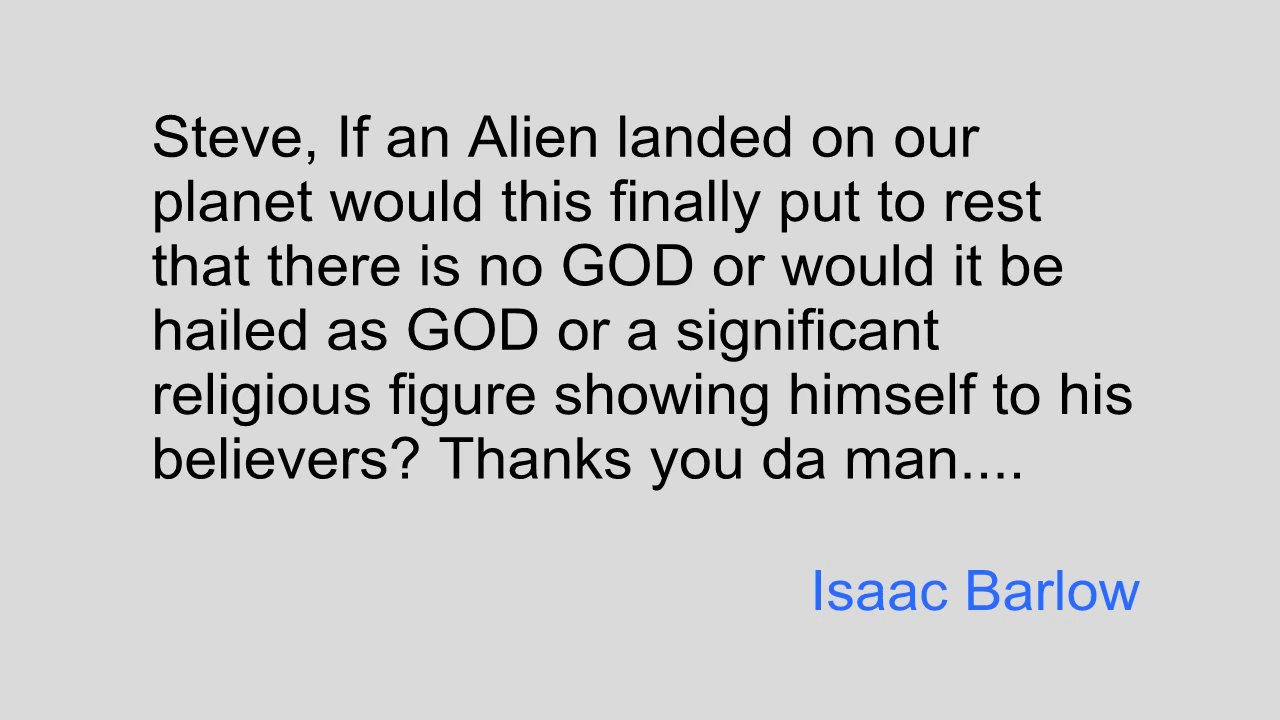 Steve, If an Alien landed on our
planet would this finally put to rest
that there is no GOD or would it be
hailed as GOD or a significant
religious figure showing himself to his
believers? Thanks you da man....
Isaac Barlow